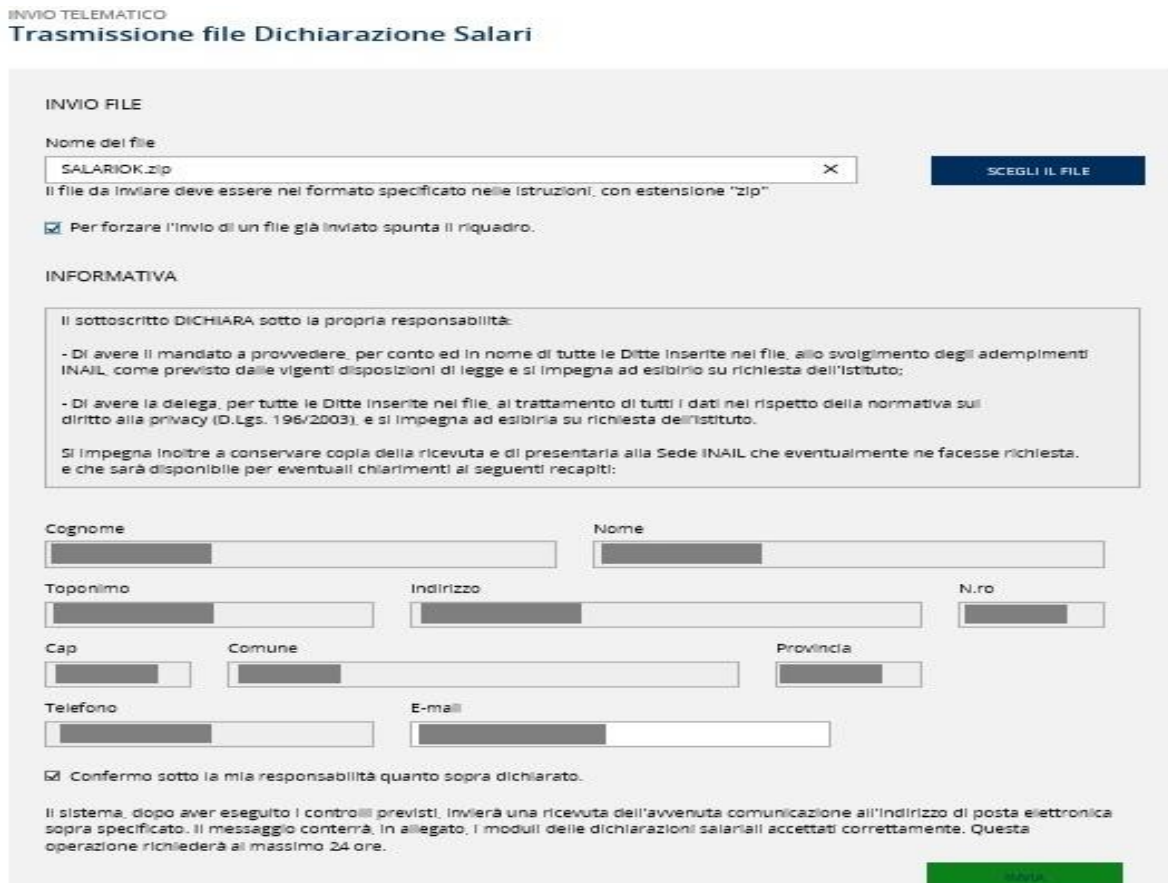 INVIO TELEMATICO
Trasmissione file Dichiarazione Salari
INVIO FILE
Nome del file
SALARIOK.zip
SCEGLI IL FILE
Il file da inviare deve essere nel formato specificato nelle istruzioni, con estensione "zip"
Per forzare l'invio di un file già inviato spunta il riquadro.
INFORMATIVA
Il sottoscritto DICHIARA sotto la propria responsabilità:
- Di avere il mandato a provvedere, per conto ed in nome di tutte le Ditte inserite nel file, allo svolgimento degli adempimenti
INAIL, come previsto dalle vigenti disposizioni di legge e si impegna ad esibirlo su richiesta dell'Istituto;
- Di avere la delega, per tutte le Ditte inserite nel file, al trattamento di tutti i dati nel rispetto della normativa sul
diritto alla privacy (D.Lgs. 196/2003), e si impegna ad esibirla su richiesta dell'Istituto.
Si impegna inoltre a conservare copia della ricevuta e di presentarla alla Sede INAIL che eventualmente ne facesse richiesta.
e che sarà disponibile per eventuali chiarimenti ai seguenti recapiti:
Cognome
Nome
Toponimo
Indirizzo
N.ro
Cap
Comune
Provincia
Telefono
E-mail
Confermo sotto la mia responsabilità quanto sopra dichiarato.
Il sistema, dopo aver eseguito i controlli previsti, invierà una ricevuta dell'avvenuta comunicazione all'indirizzo di posta elettronica
sopra specificato. Il messaggio conterrà, in allegato, i moduli delle dichiarazioni salariali accettati correttamente. Questa
operazione richiederà al massimo 24 ore.
INVIA